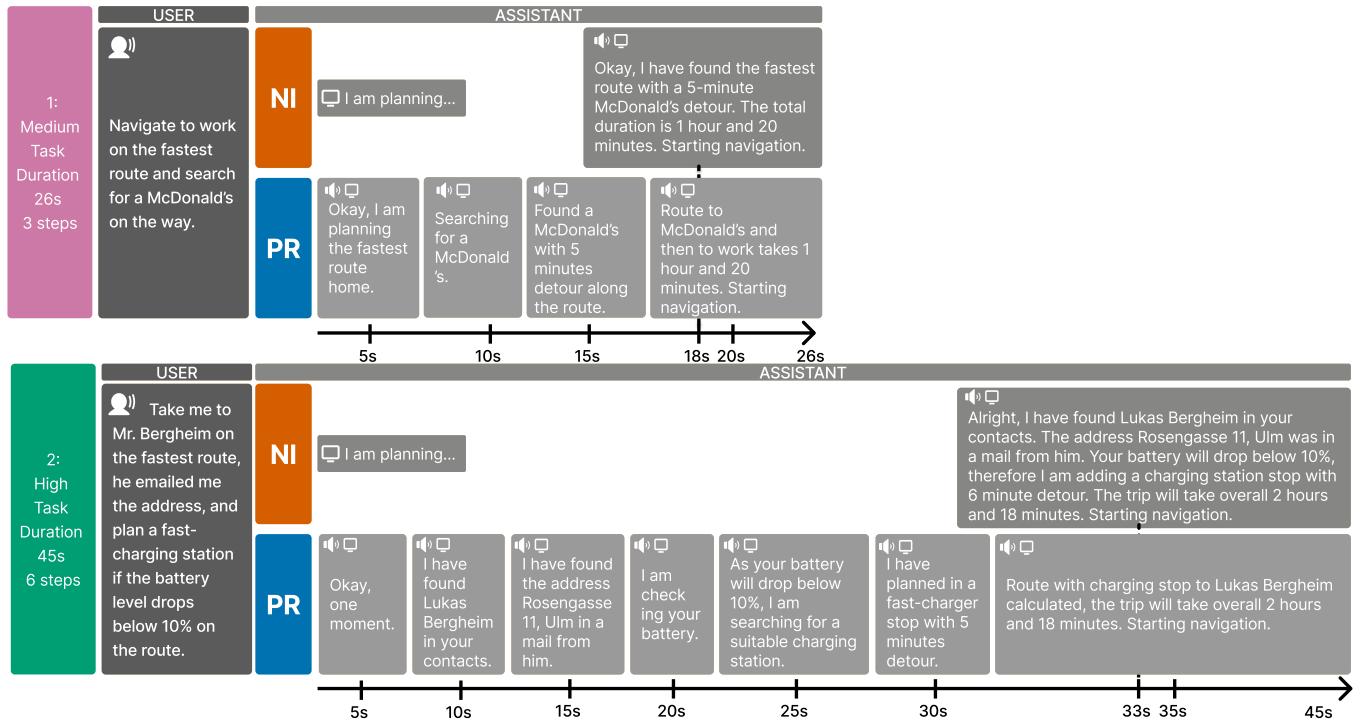 USER
ASSISTANT
1:
Medium
Task
Duration
26s
3 steps
Navigate to work
on the fastest
route and search
for a McDonald's
on the way.
NI
I am planning...
Okay, I have found the fastest
route with a 5-minute
McDonald's detour. The total
duration is 1 hour and 20
minutes. Starting navigation.
PR
Okay, I am
planning
the fastest
route
home.
Searching
for a
McDonald
's.
Found a
McDonald's
with 5
minutes
detour along
the route.
Route to
McDonald's and
then to work takes 1
hour and 20
minutes. Starting
navigation.
5s
10s
15s
18s
20s
26s
USER
ASSISTANT
2:
High
Task
Duration
45s
6 steps
Take me to
Mr. Bergheim on
the fastest route,
he emailed me
the address, and
plan a fast-
charging station
if the battery
level drops
below 10% on
the route.
NI
I am planning...
Alright, I have found Lukas Bergheim in your
contacts. The address Rosengasse 11, Ulm was in
a mail from him. Your battery will drop below 10%,
therefore I am adding a charging station stop with
6 minute detour. The trip will take overall 2 hours
and 18 minutes. Starting navigation.
PR
Okay,
one
moment.
I have
found
Lukas
Bergheim
in your
contacts.
I have found
the address
Rosengasse
11, Ulm in a
mail from
him.
I am
check
ing your
battery.
As your battery
will drop below
10%, I am
searching for a
suitable charging
station.
I have
planned in a
fast-charger
stop with 5
minutes
detour.
Route with charging stop to Lukas Bergheim
calculated, the trip will take overall 2 hours
and 18 minutes. Starting navigation.
5s
10s
15s
20s
25s
30s
33s
35s
45s